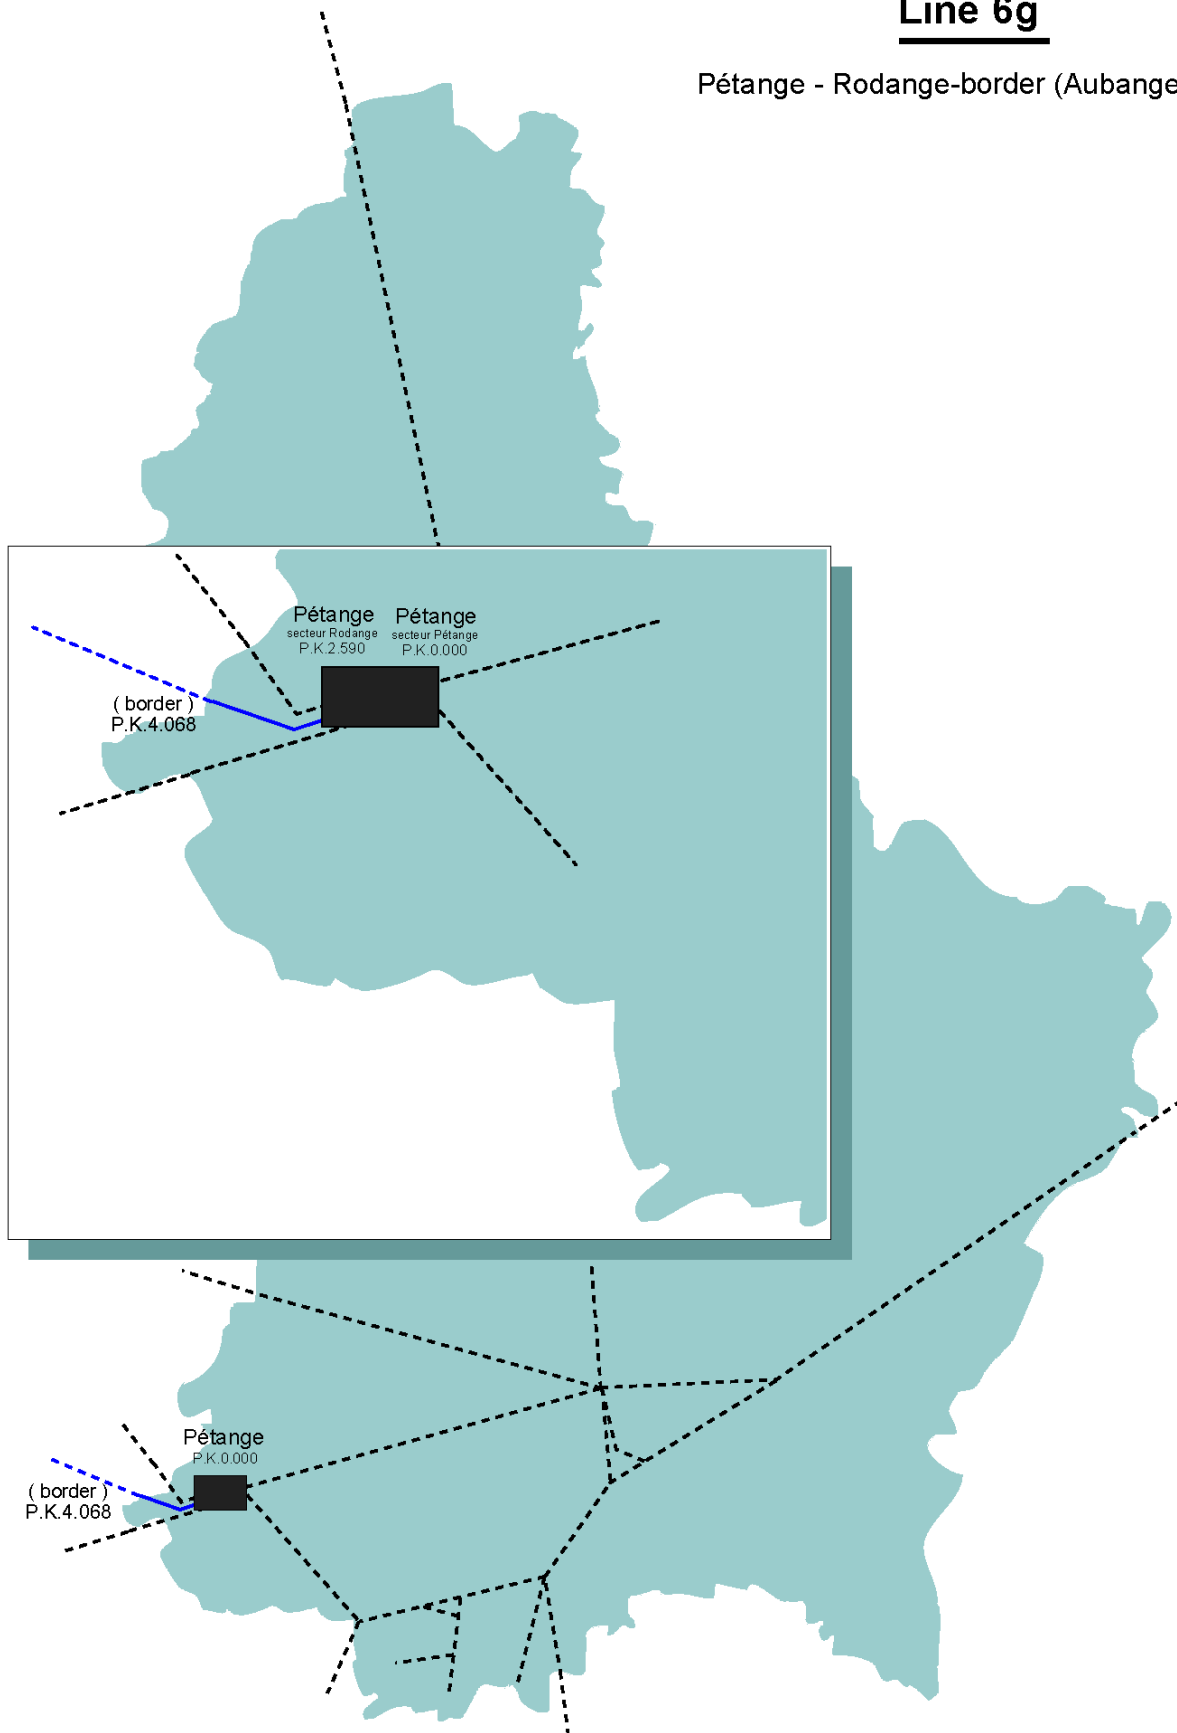 Line 6g
Pétange - Rodange-border (Aubange
Pétange
secteur Rodange
P.K.2.590
Pétange
secteur Pétange
P.K.0.000
( border )
P.K.4.068
Pétange
P.K.0.000
( border )
P.K.4.068